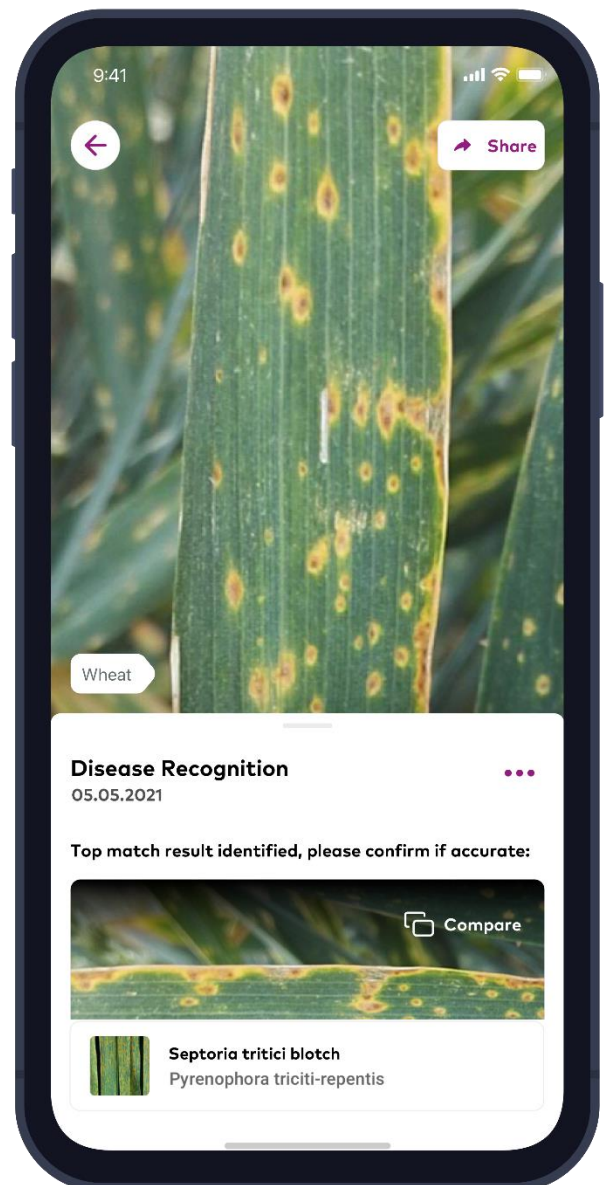 9:41
Share
Wheat
Disease Recognition
05.05.2021
Top match result identified, please confirm if accurate:
Compare
Septoria tritici blotch
Pyrenophora triciti-repentis